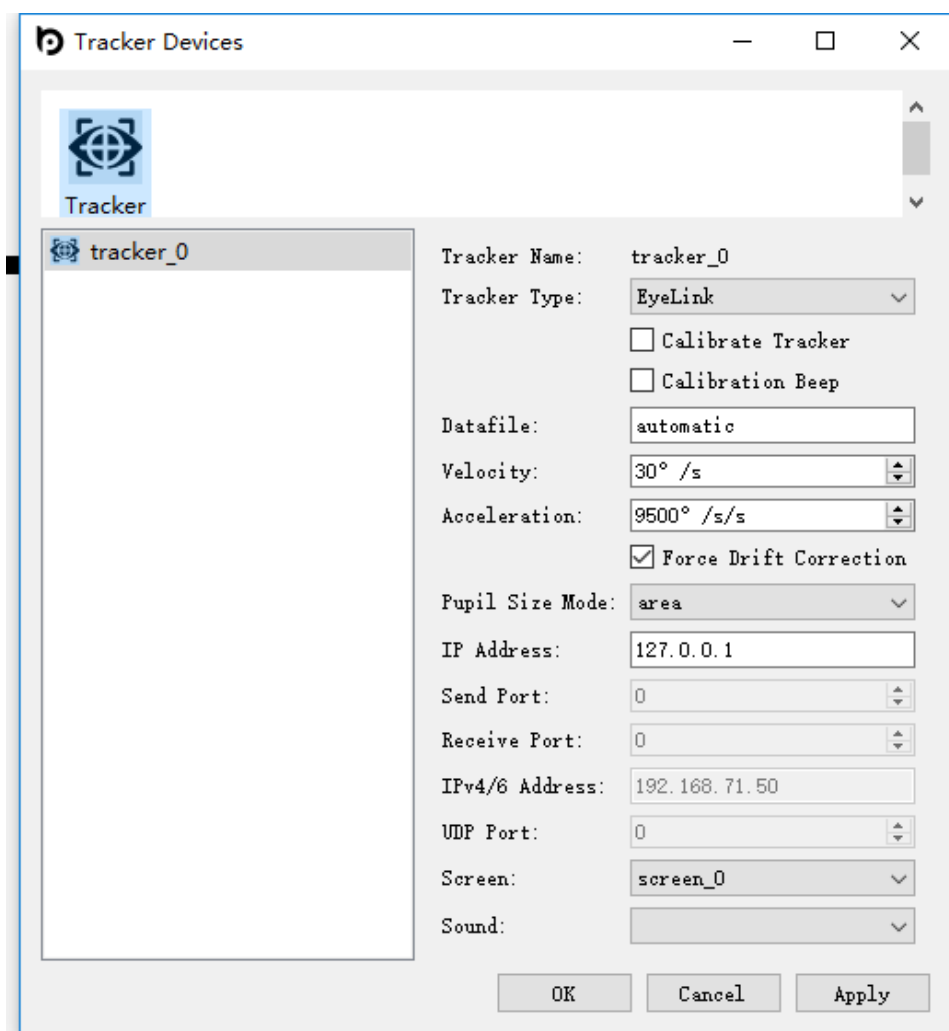 Tracker Devices
Tracker
tracker_0
Tracker Name: tracker_0
Tracker Type: EyeLink
Calibrate Tracker
Calibration Beep
Datafile: automatic
Velocity: 30° /s
Acceleration: 9500° /s/s
Force Drift Correction
Pupil Size Mode: area
IP Address: 127.0.0.1
Send Port: 0
Receive Port: 0
IPv4/6 Address: 192.168.71.50
UDP Port: 0
Screen: screen_0
Sound:
OK Cancel Apply